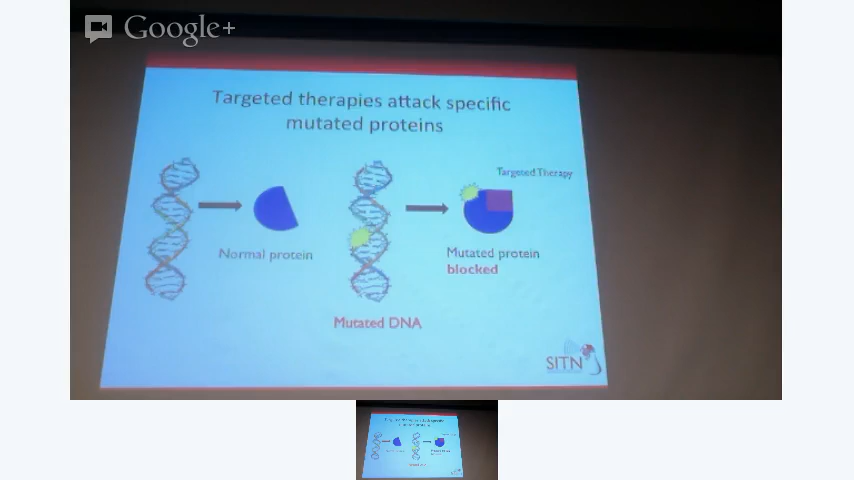 Google+
Targeted therapies attack specific
mutated proteins
Targeted Therapy
Normal protein
Mutated protein
blocked
Mutated DNA
SITN